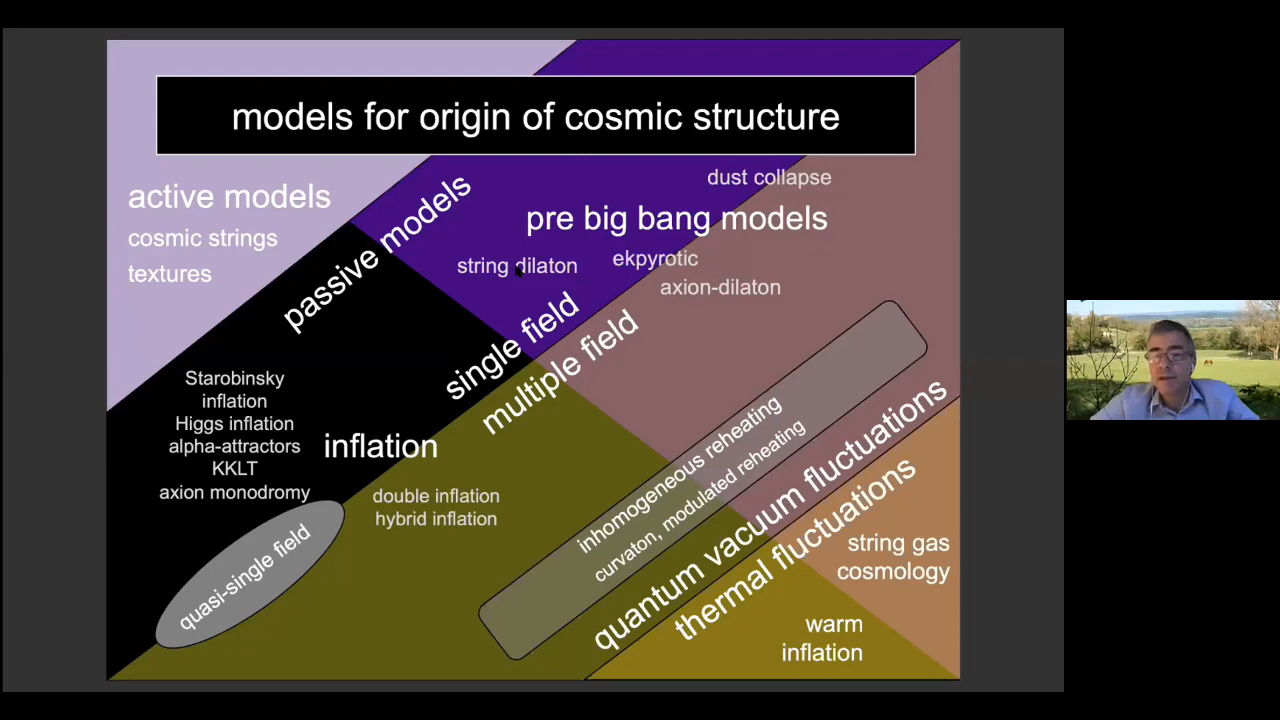 models for origin of cosmic structure
active models
cosmic strings
textures
passive models
dust collapse
pre big bang models
string dilaton
ekpyrotic
axion-dilaton
single field
multiple field
Starobinsky
inflation
Higgs inflation
alpha-attractors
KKLT
axion monodromy
inflation
double inflation
hybrid inflation
quasi-single field
inhomogeneous reheating
curvaton, modulated reheating
quantum vacuum fluctuations
thermal fluctuations
string gas
cosmology
warm
inflation